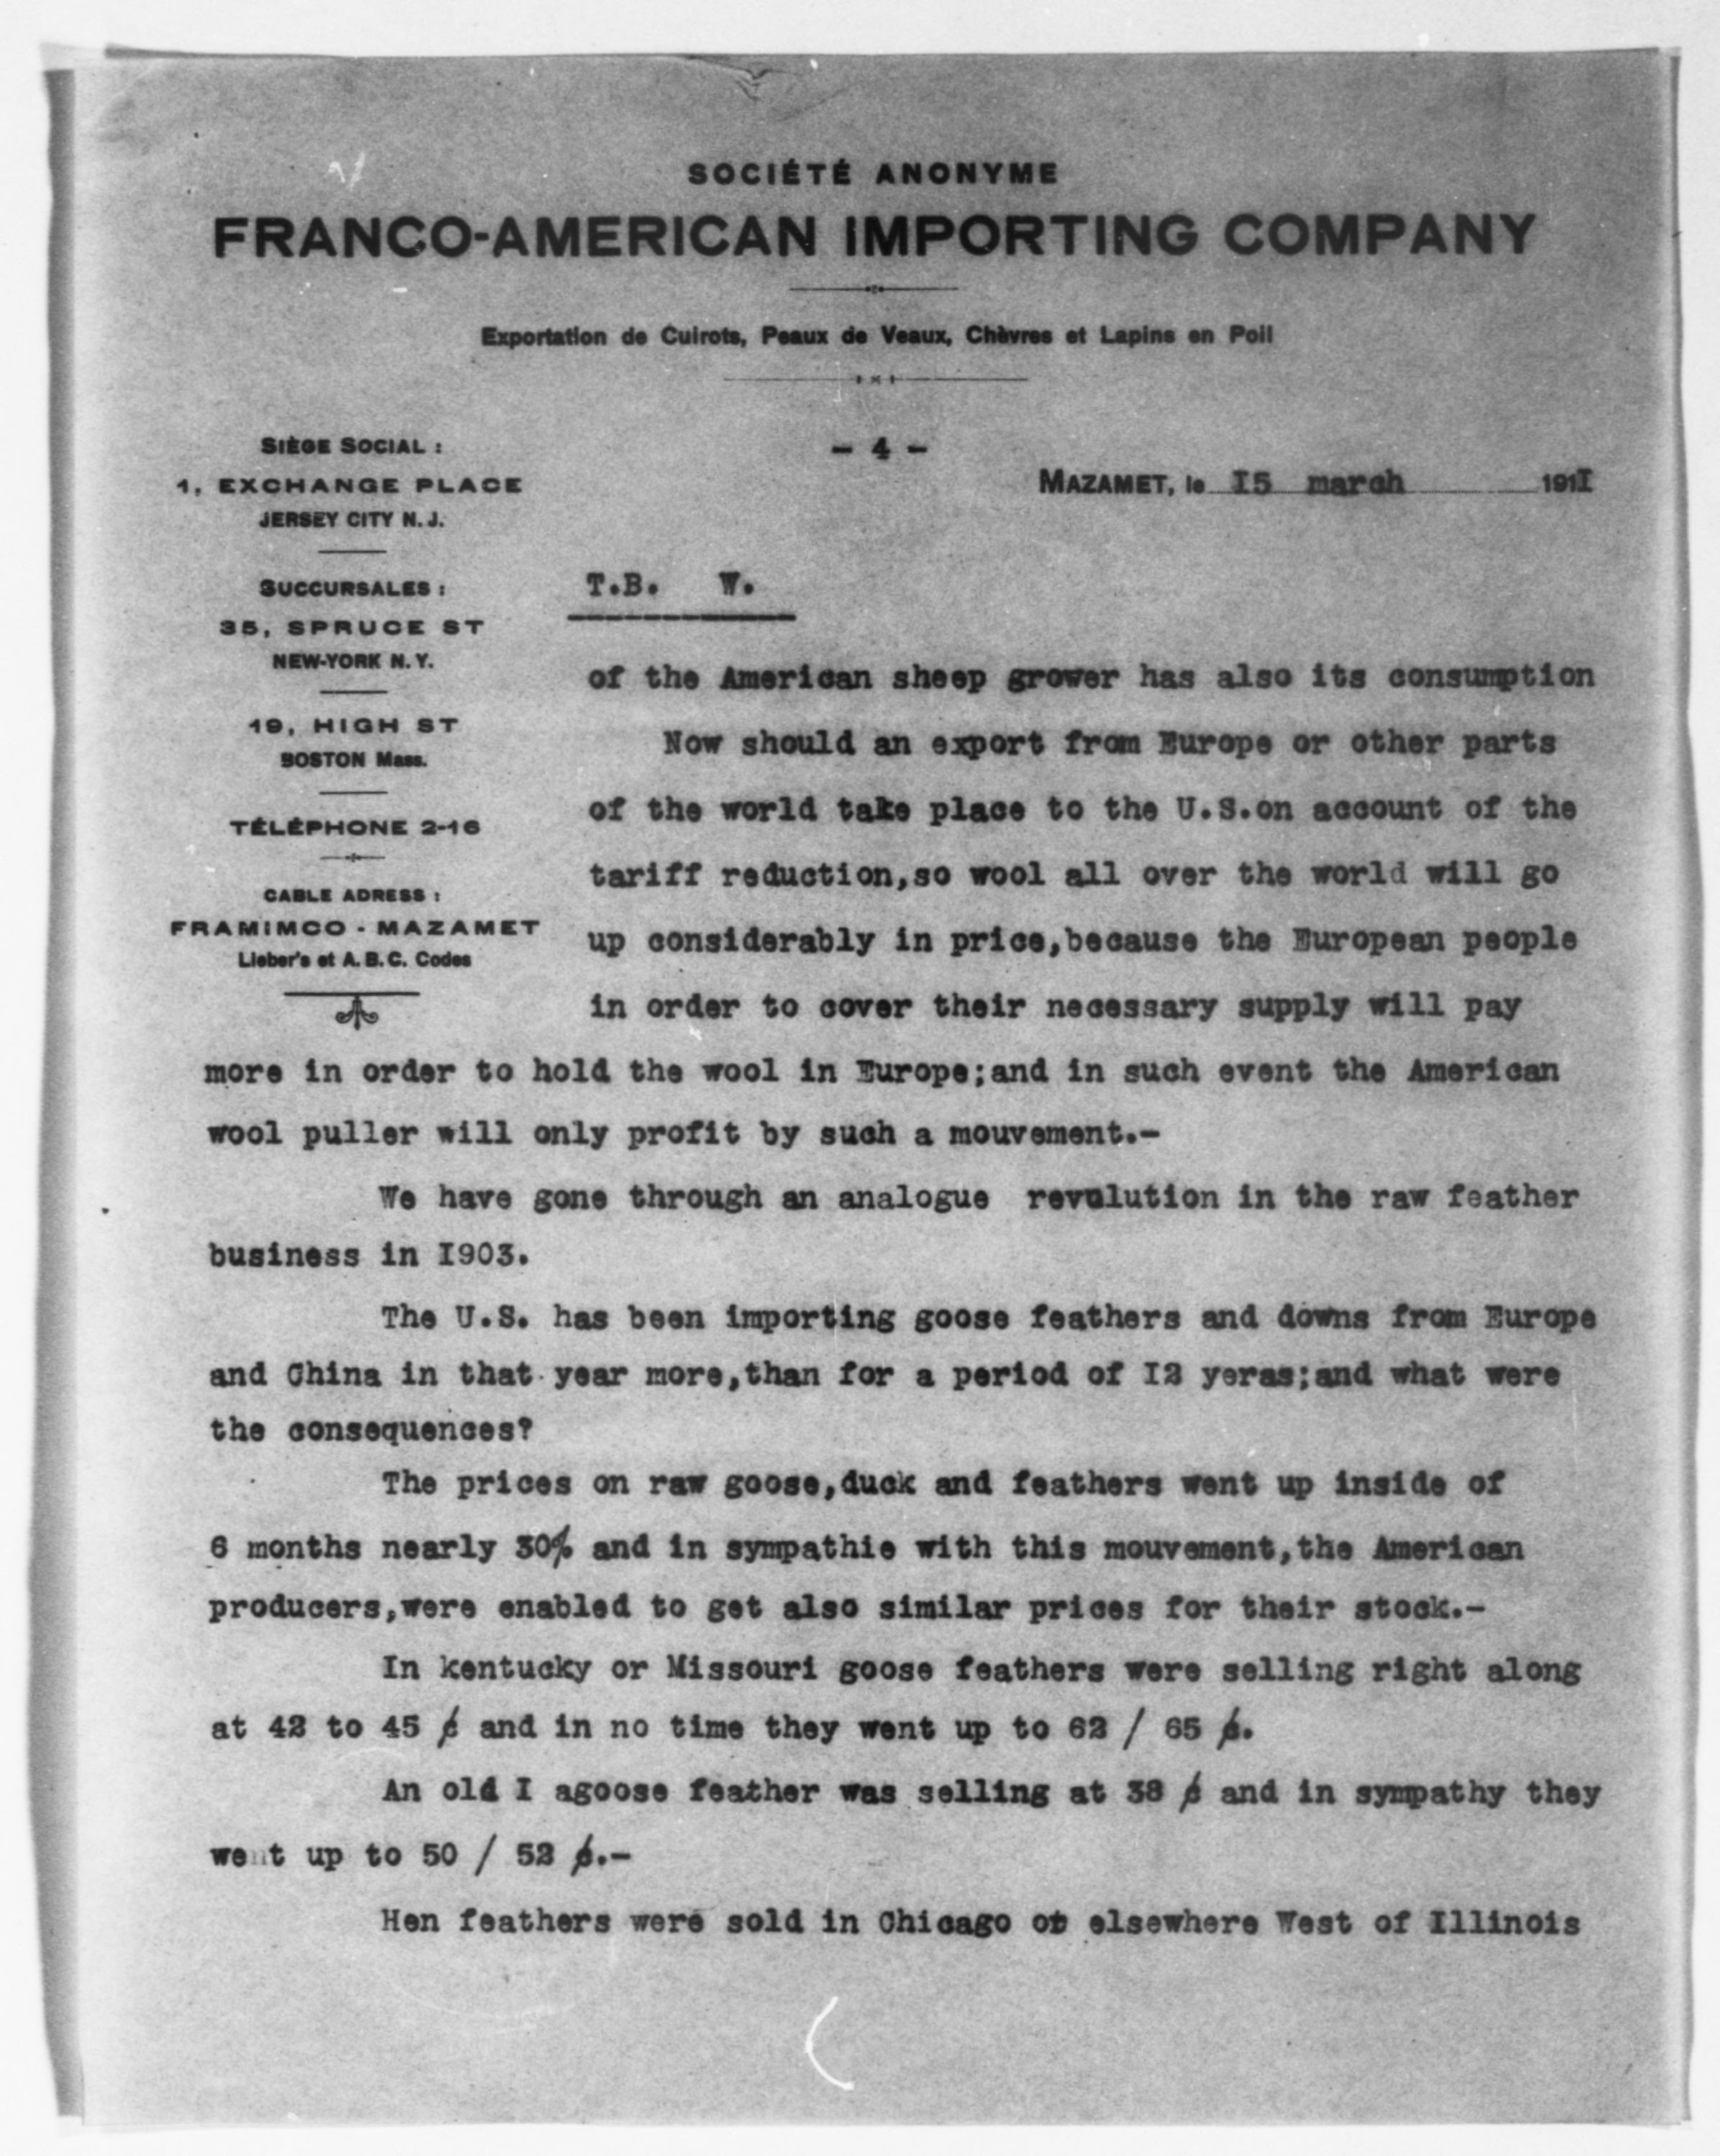 SOCIÉTÉ ANONYME
FRANCO-AMERICAN IMPORTING COMPANY
Exportation de Cuirots, Peaux de Veaux, Chèvres et Lapins en Poil
- 4 -
MAZAMET, le I5 march 191I
SIÈGE SOCIAL :
1, EXCHANGE PLACE
JERSEY CITY N. J.
SUCCURSALES :
35, SPRUCE ST
NEW-YORK N. Y.
19, HIGH ST
BOSTON Mass.
TÉLÉPHONE 2-16
CABLE ADRESS :
FRAMIMCO - MAZAMET
Lieber's et A. B. C. Codes
T.B. W.
of the American sheep grower has also its consumption
Now should an export from Europe or other parts
of the world take place to the U.S.on account of the
tariff reduction,so wool all over the world will go
up considerably in price,because the European people
in order to cover their necessary supply will pay
more in order to hold the wool in Europe;and in such event the American
wool puller will only profit by such a mouvement.-
We have gone through an analogue revulution in the raw feather
business in I903.
The U.S. has been importing goose feathers and downs from Europe
and China in that year more,than for a period of I2 yeras;and what were
the consequences?
The prices on raw goose,duck and feathers went up inside of
6 months nearly 30% and in sympathie with this mouvement,the American
producers,were enabled to get also similar prices for their stock.-
In kentucky or Missouri goose feathers were selling right along
at 42 to 45 ¢ and in no time they went up to 62 / 65 ¢.
An old I agoose feather was selling at 38 ¢ and in sympathy they
went up to 50 / 52 ¢.-
Hen feathers were sold in Chicago or elsewhere West of Illinois